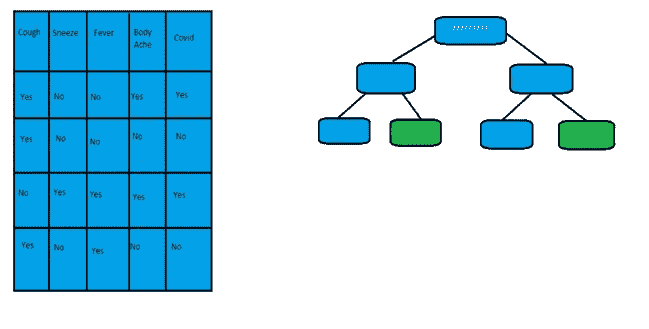 Cough Sneeze Fever Body Ache Covid
Yes No No Yes Yes
Yes No No No No
No Yes Yes Yes Yes
Yes No Yes No No
?????????